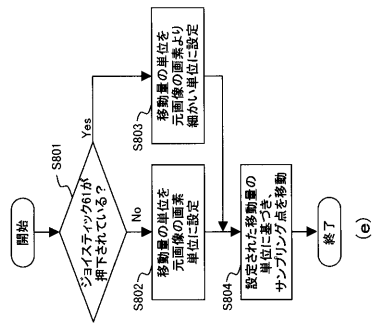 開始
S801
ジョイスティック61が
押下されている？
Yes
No
S802
移動量の単位を
元画像の画素
単位に設定
S803
移動量の単位を
元画像の画素より
細かい単位に設定
S804
設定された移動量の
単位に基づき、
サンプリング点を移動
終了
(e)